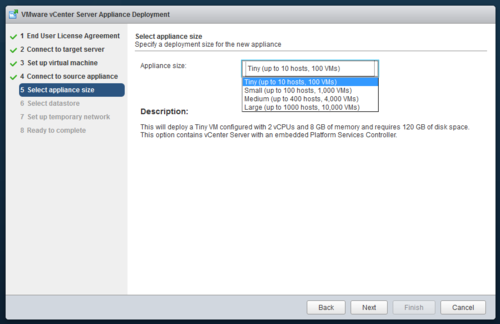 VMware vCenter Server Appliance Deployment
1 End User License Agreement
2 Connect to target server
3 Set up virtual machine
4 Connect to source appliance
5 Select appliance size
6 Select datastore
7 Set up temporary network
8 Ready to complete
Select appliance size
Specify a deployment size for the new appliance
Appliance size:
Tiny (up to 10 hosts, 100 VMs)
Tiny (up to 10 hosts, 100 VMs)
Small (up to 100 hosts, 1,000 VMs)
Medium (up to 400 hosts, 4,000 VMs)
Large (up to 1000 hosts, 10,000 VMs)
Description:
This will deploy a Tiny VM configured with 2 vCPUs and 8 GB of memory and requires 120 GB of disk space.
This option contains vCenter Server with an embedded Platform Services Controller.
Back
Next
Finish
Cancel